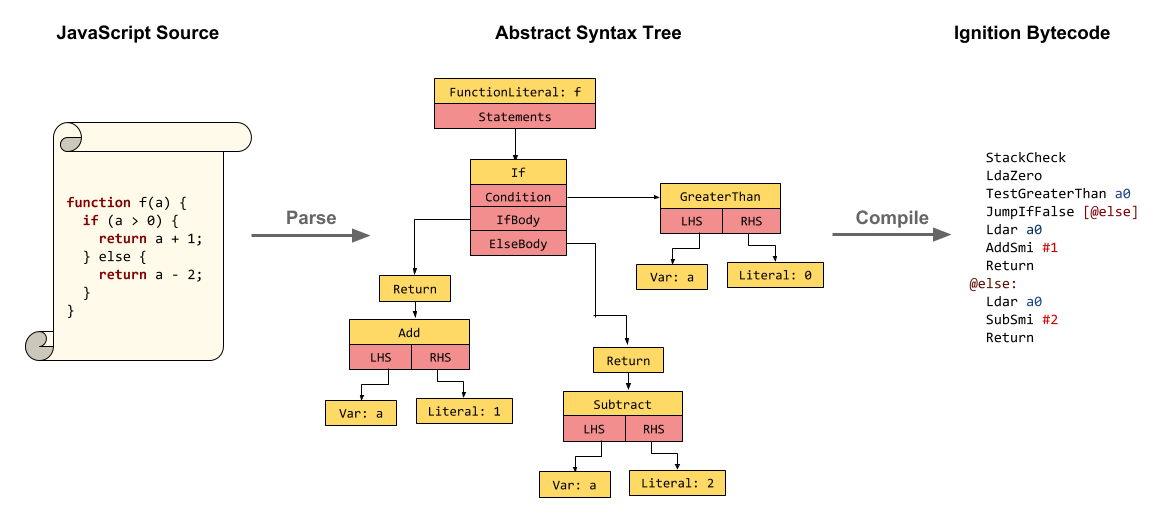 JavaScript Source
Abstract Syntax Tree
Ignition Bytecode
function f(a) {
  if (a > 0) {
    return a + 1;
  } else {
    return a - 2;
  }
}
Parse
FunctionLiteral: f
Statements
If
Condition
IfBody
ElseBody
GreaterThan
LHS RHS
Var: a
Literal: 0
Return
Add
LHS RHS
Var: a
Literal: 1
Return
Subtract
LHS RHS
Var: a
Literal: 2
Compile
StackCheck
LdaZero
TestGreaterThan a0
JumpIfFalse [@else]
Ldar a0
AddSmi #1
Return
@else:
Ldar a0
SubSmi #2
Return